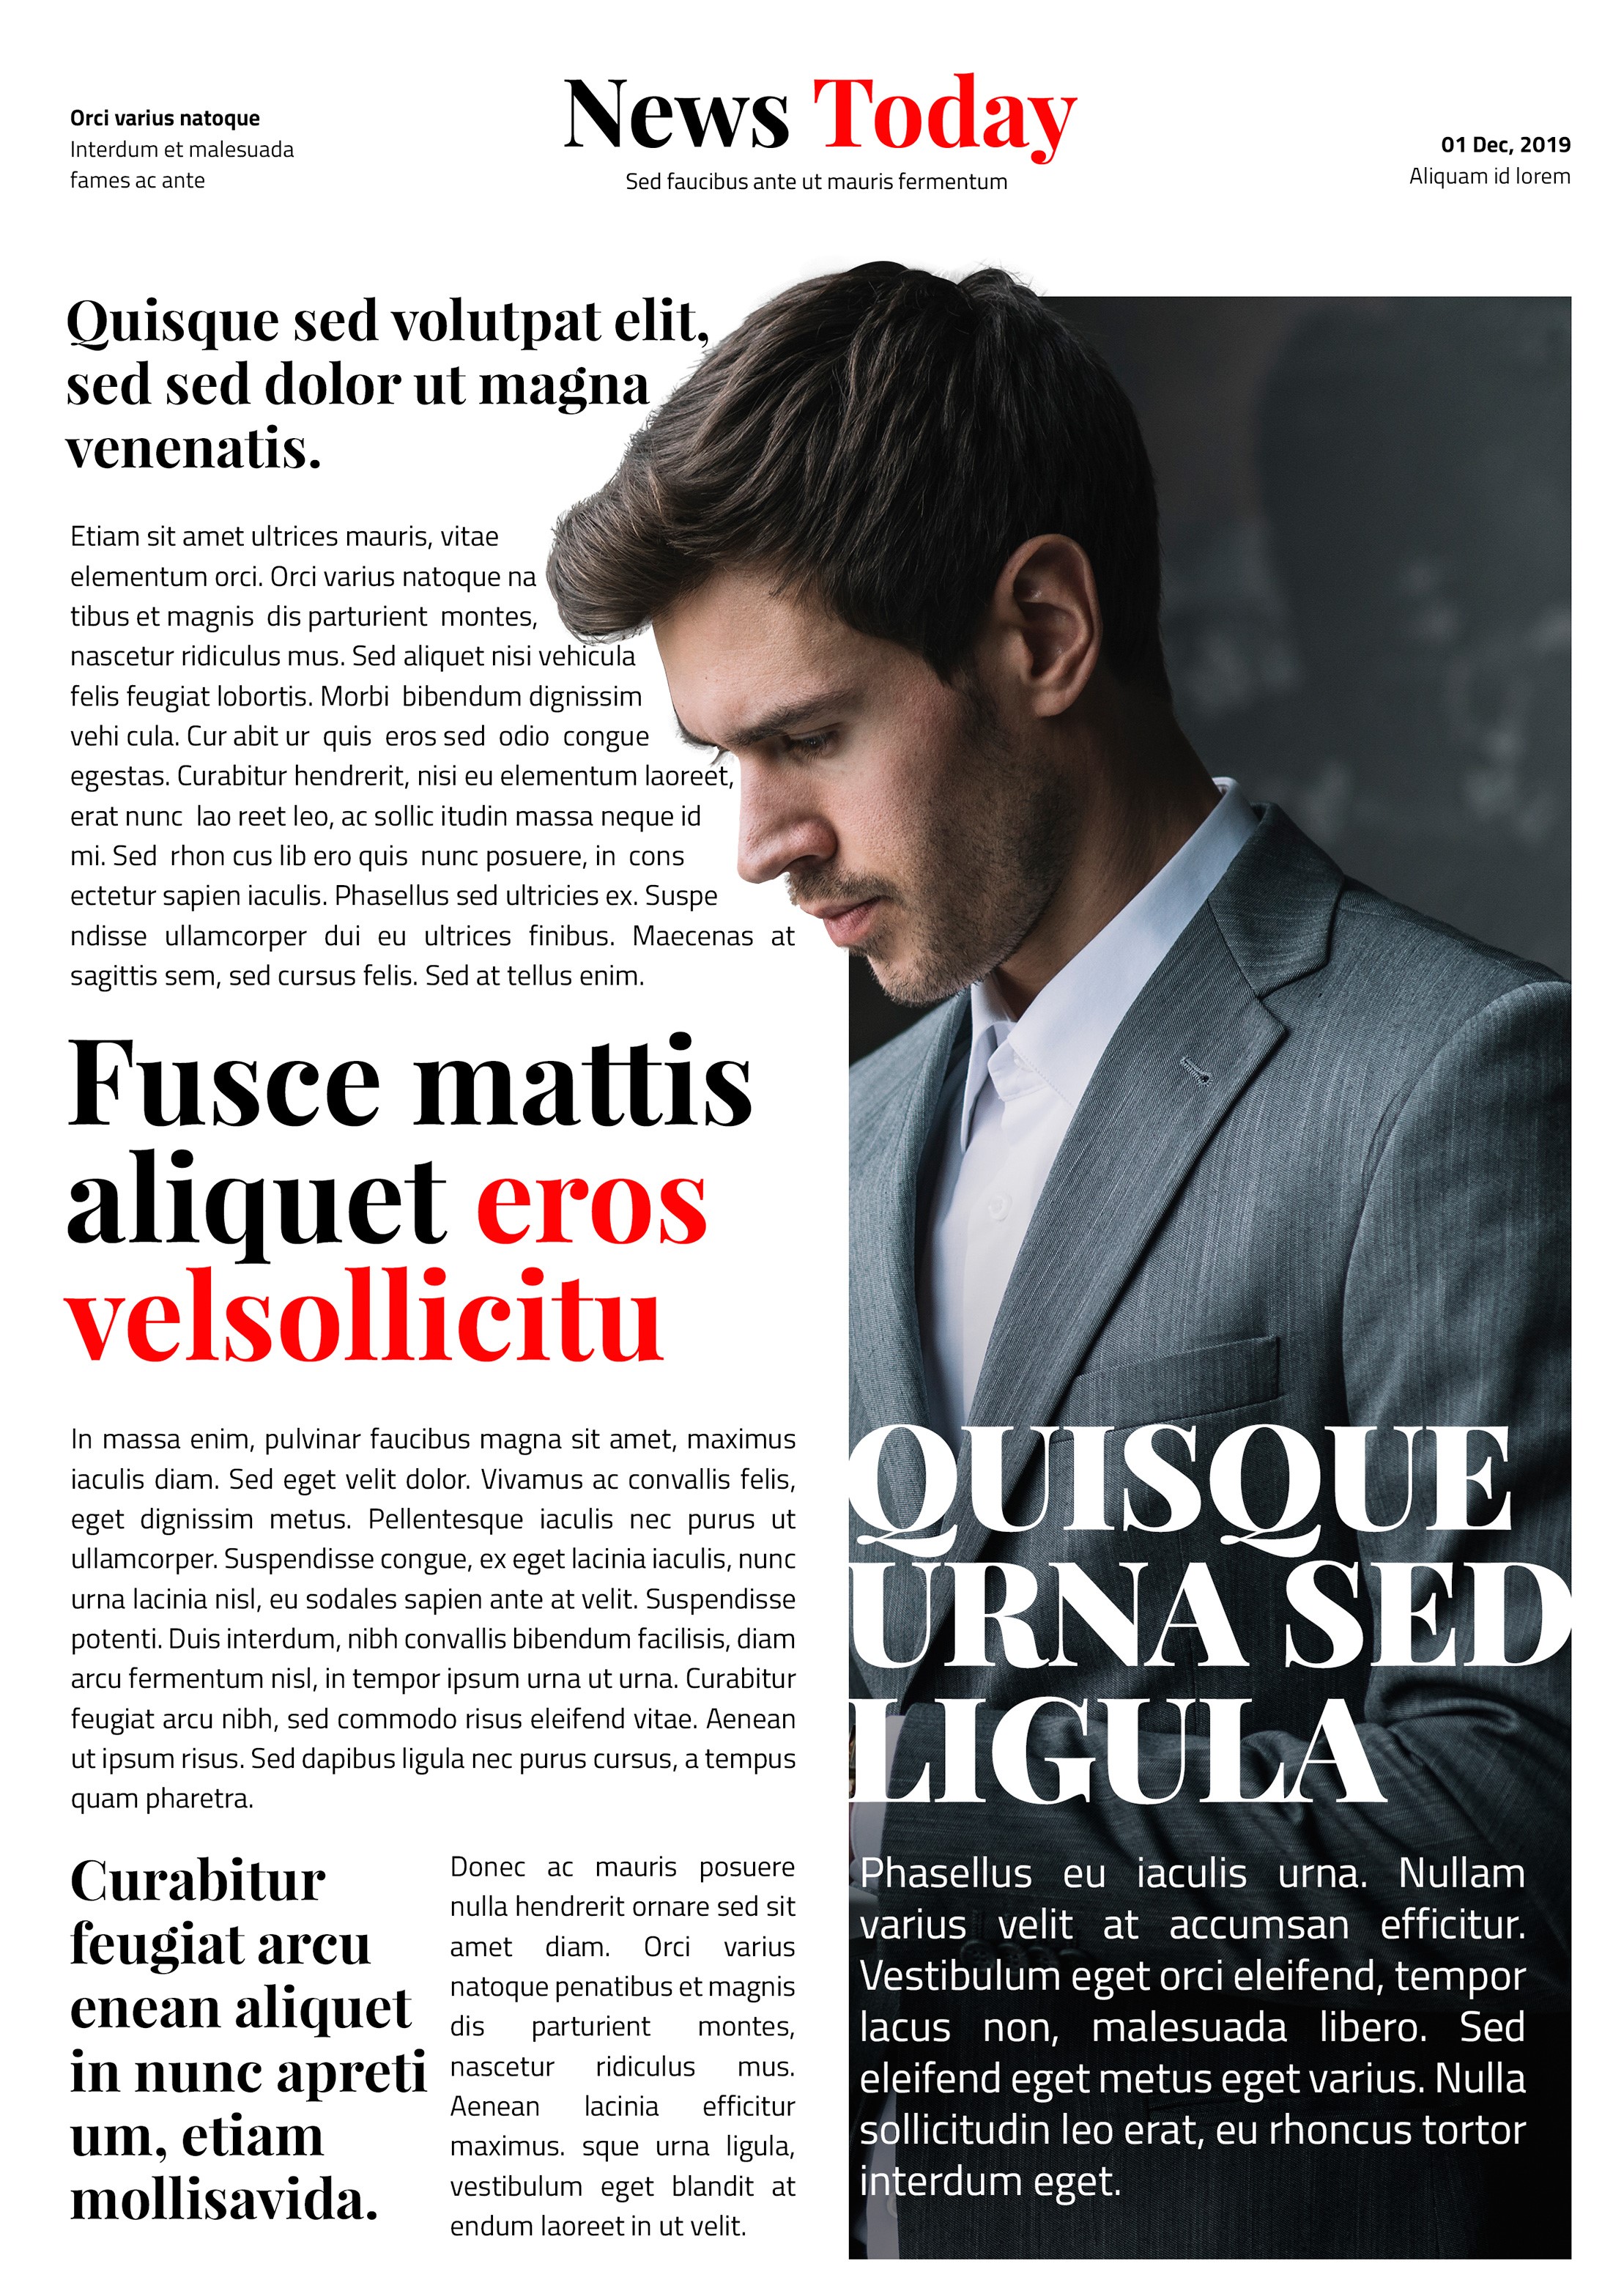 Orci varius natoque
Interdum et malesuada
fames ac ante
News Today
Sed faucibus ante ut mauris fermentum
01 Dec, 2019
Aliquam id lorem
Quisque sed volutpat elit,
sed sed dolor ut magna
venenatis.
Etiam sit amet ultrices mauris, vitae
elementum orci. Orci varius natoque na
tibus et magnis dis parturient montes,
nascetur ridiculus mus. Sed aliquet nisi vehicula
felis feugiat lobortis. Morbi bibendum dignissim
vehi cula. Cur abit ur quis eros sed odio congue
egestas. Curabitur hendrerit, nisi eu elementum laoreet,
erat nunc lao reet leo, ac sollic itudin massa neque id
mi. Sed rhon cus lib ero quis nunc posuere, in cons
ectetur sapien iaculis. Phasellus sed ultricies ex. Suspe
ndisse ullamcorper dui eu ultrices finibus. Maecenas at
sagittis sem, sed cursus felis. Sed at tellus enim.
Fusce mattis
aliquet eros
velsollicitu
In massa enim, pulvinar faucibus magna sit amet, maximus
iaculis diam. Sed eget velit dolor. Vivamus ac convallis felis,
eget dignissim metus. Pellentesque iaculis nec purus ut
ullamcorper. Suspendisse congue, ex eget lacinia iaculis, nunc
urna lacinia nisl, eu sodales sapien ante at velit. Suspendisse
potenti. Duis interdum, nibh convallis bibendum facilisis, diam
arcu fermentum nisl, in tempor ipsum urna ut urna. Curabitur
feugiat arcu nibh, sed commodo risus eleifend vitae. Aenean
ut ipsum risus. Sed dapibus ligula nec purus cursus, a tempus
quam pharetra.
Curabitur
feugiat arcu
enean aliquet
in nunc apreti
um, etiam
mollisavida.
Donec ac mauris posuere
nulla hendrerit ornare sed sit
amet diam. Orci varius
natoque penatibus et magnis
dis parturient montes,
nascetur ridiculus mus.
Aenean lacinia efficitur
maximus. sque urna ligula,
vestibulum eget blandit at
endum laoreet in ut velit.
QUISQUE
URNA SED
LIGULA
Phasellus eu iaculis urna. Nullam
varius velit at accumsan efficitur.
Vestibulum eget orci eleifend, tempor
lacus non, malesuada libero. Sed
eleifend eget metus eget varius. Nulla
sollicitudin leo erat, eu rhoncus tortor
interdum eget.